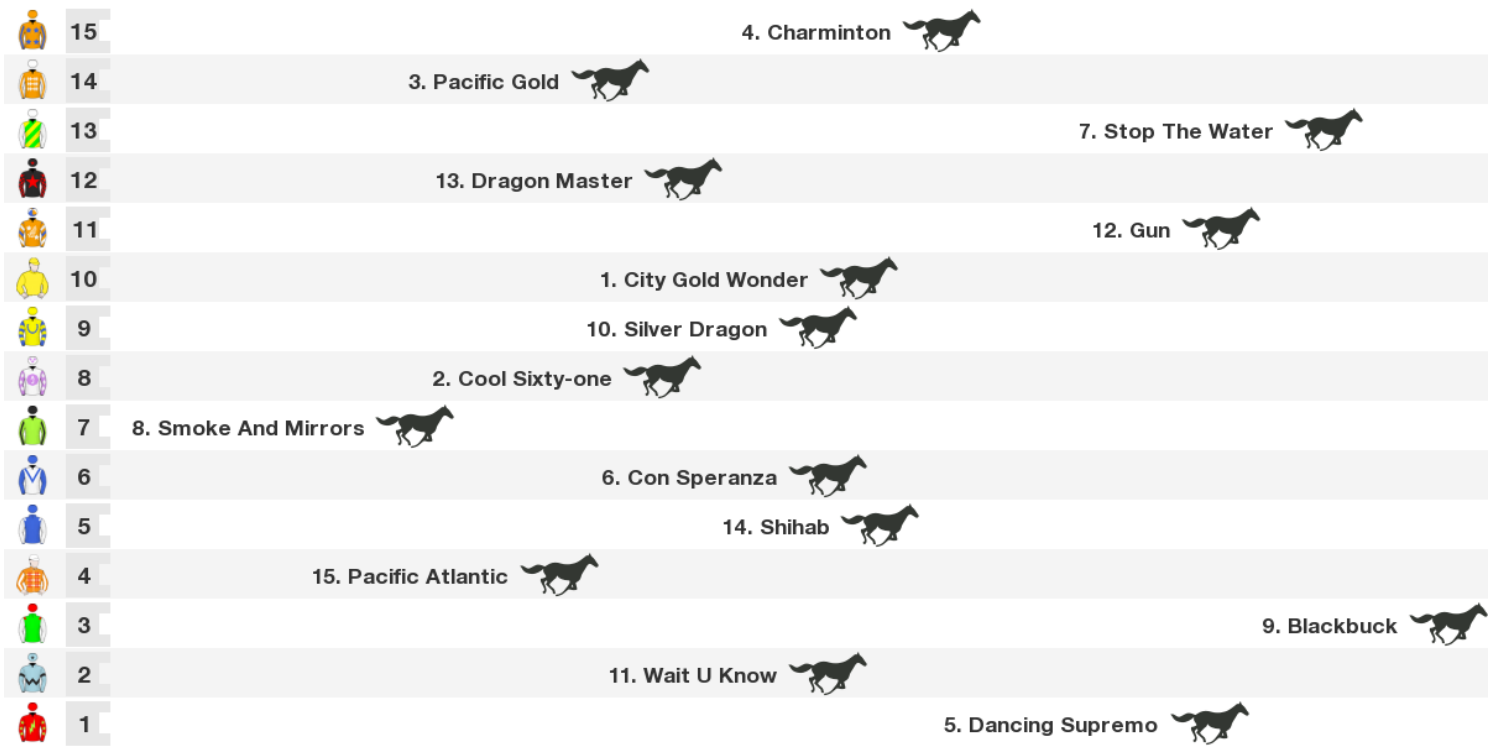 15 4. Charminton
14 3. Pacific Gold
13 7. Stop The Water
12 13. Dragon Master
11 12. Gun
10 1. City Gold Wonder
9 10. Silver Dragon
8 2. Cool Sixty-one
7 8. Smoke And Mirrors
6 6. Con Speranza
5 14. Shihab
4 15. Pacific Atlantic
3 9. Blackbuck
2 11. Wait U Know
1 5. Dancing Supremo